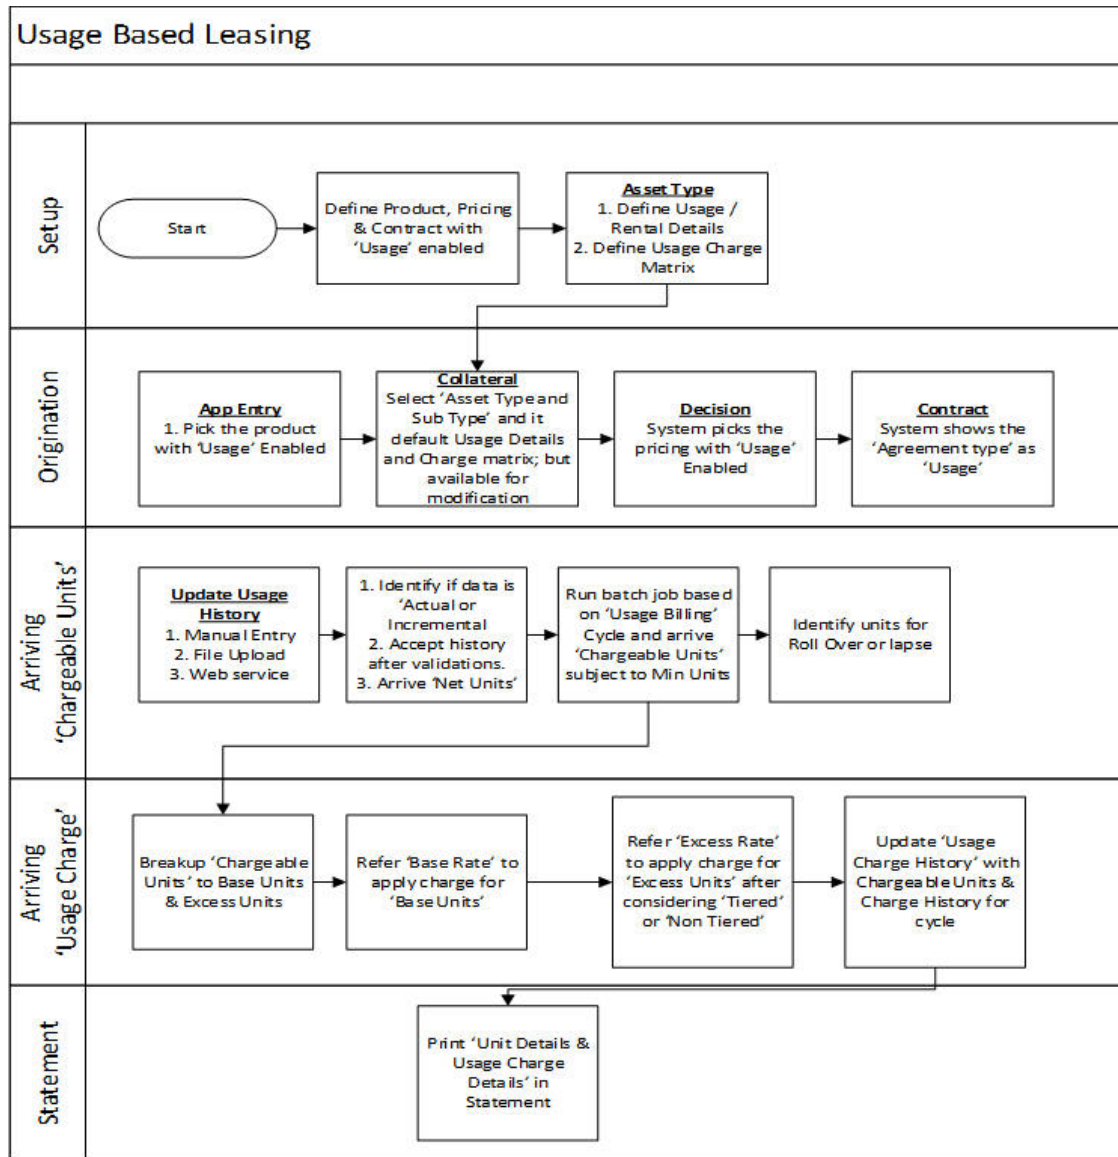 Usage Based Leasing
Setup
Start
Define Product, Pricing
& Contract with
‘Usage’ enabled
Asset Type
1. Define Usage /
Rental Details
2. Define Usage Charge
Matrix
Origination
App Entry
1. Pick the product
with ‘Usage’ Enabled
Collateral
Select ‘Asset Type and
Sub Type’ and it
default Usage Details
and Charge matrix; but
available for
modification
Decision
System picks the
pricing with ‘Usage’
Enabled
Contract
System shows the
‘Agreement type’ as
‘Usage’
Arriving
‘Chargeable Units’
Update Usage
History
1. Manual Entry
2. File Upload
3. Web service
1. Identify if data is
‘Actual or
Incremental
2. Accept history
after validations.
3. Arrive ‘Net Units’
Run batch job based
on ‘Usage Billing’
Cycle and arrive
‘Chargeable Units’
subject to Min Units
Identify units for
Roll Over or lapse
Arriving
‘Usage Charge’
Breakup ‘Chargeable
Units’ to Base Units
& Excess Units
Refer ‘Base Rate’ to
apply charge for
‘Base Units’
Refer ‘Excess Rate’
to apply charge for
‘Excess Units’ after
considering ‘Tiered’
or ‘Non Tiered’
Update ‘Usage
Charge History’ with
Chargeable Units &
Charge History for
cycle
Statement
Print ‘Unit Details &
Usage Charge
Details’ in
Statement